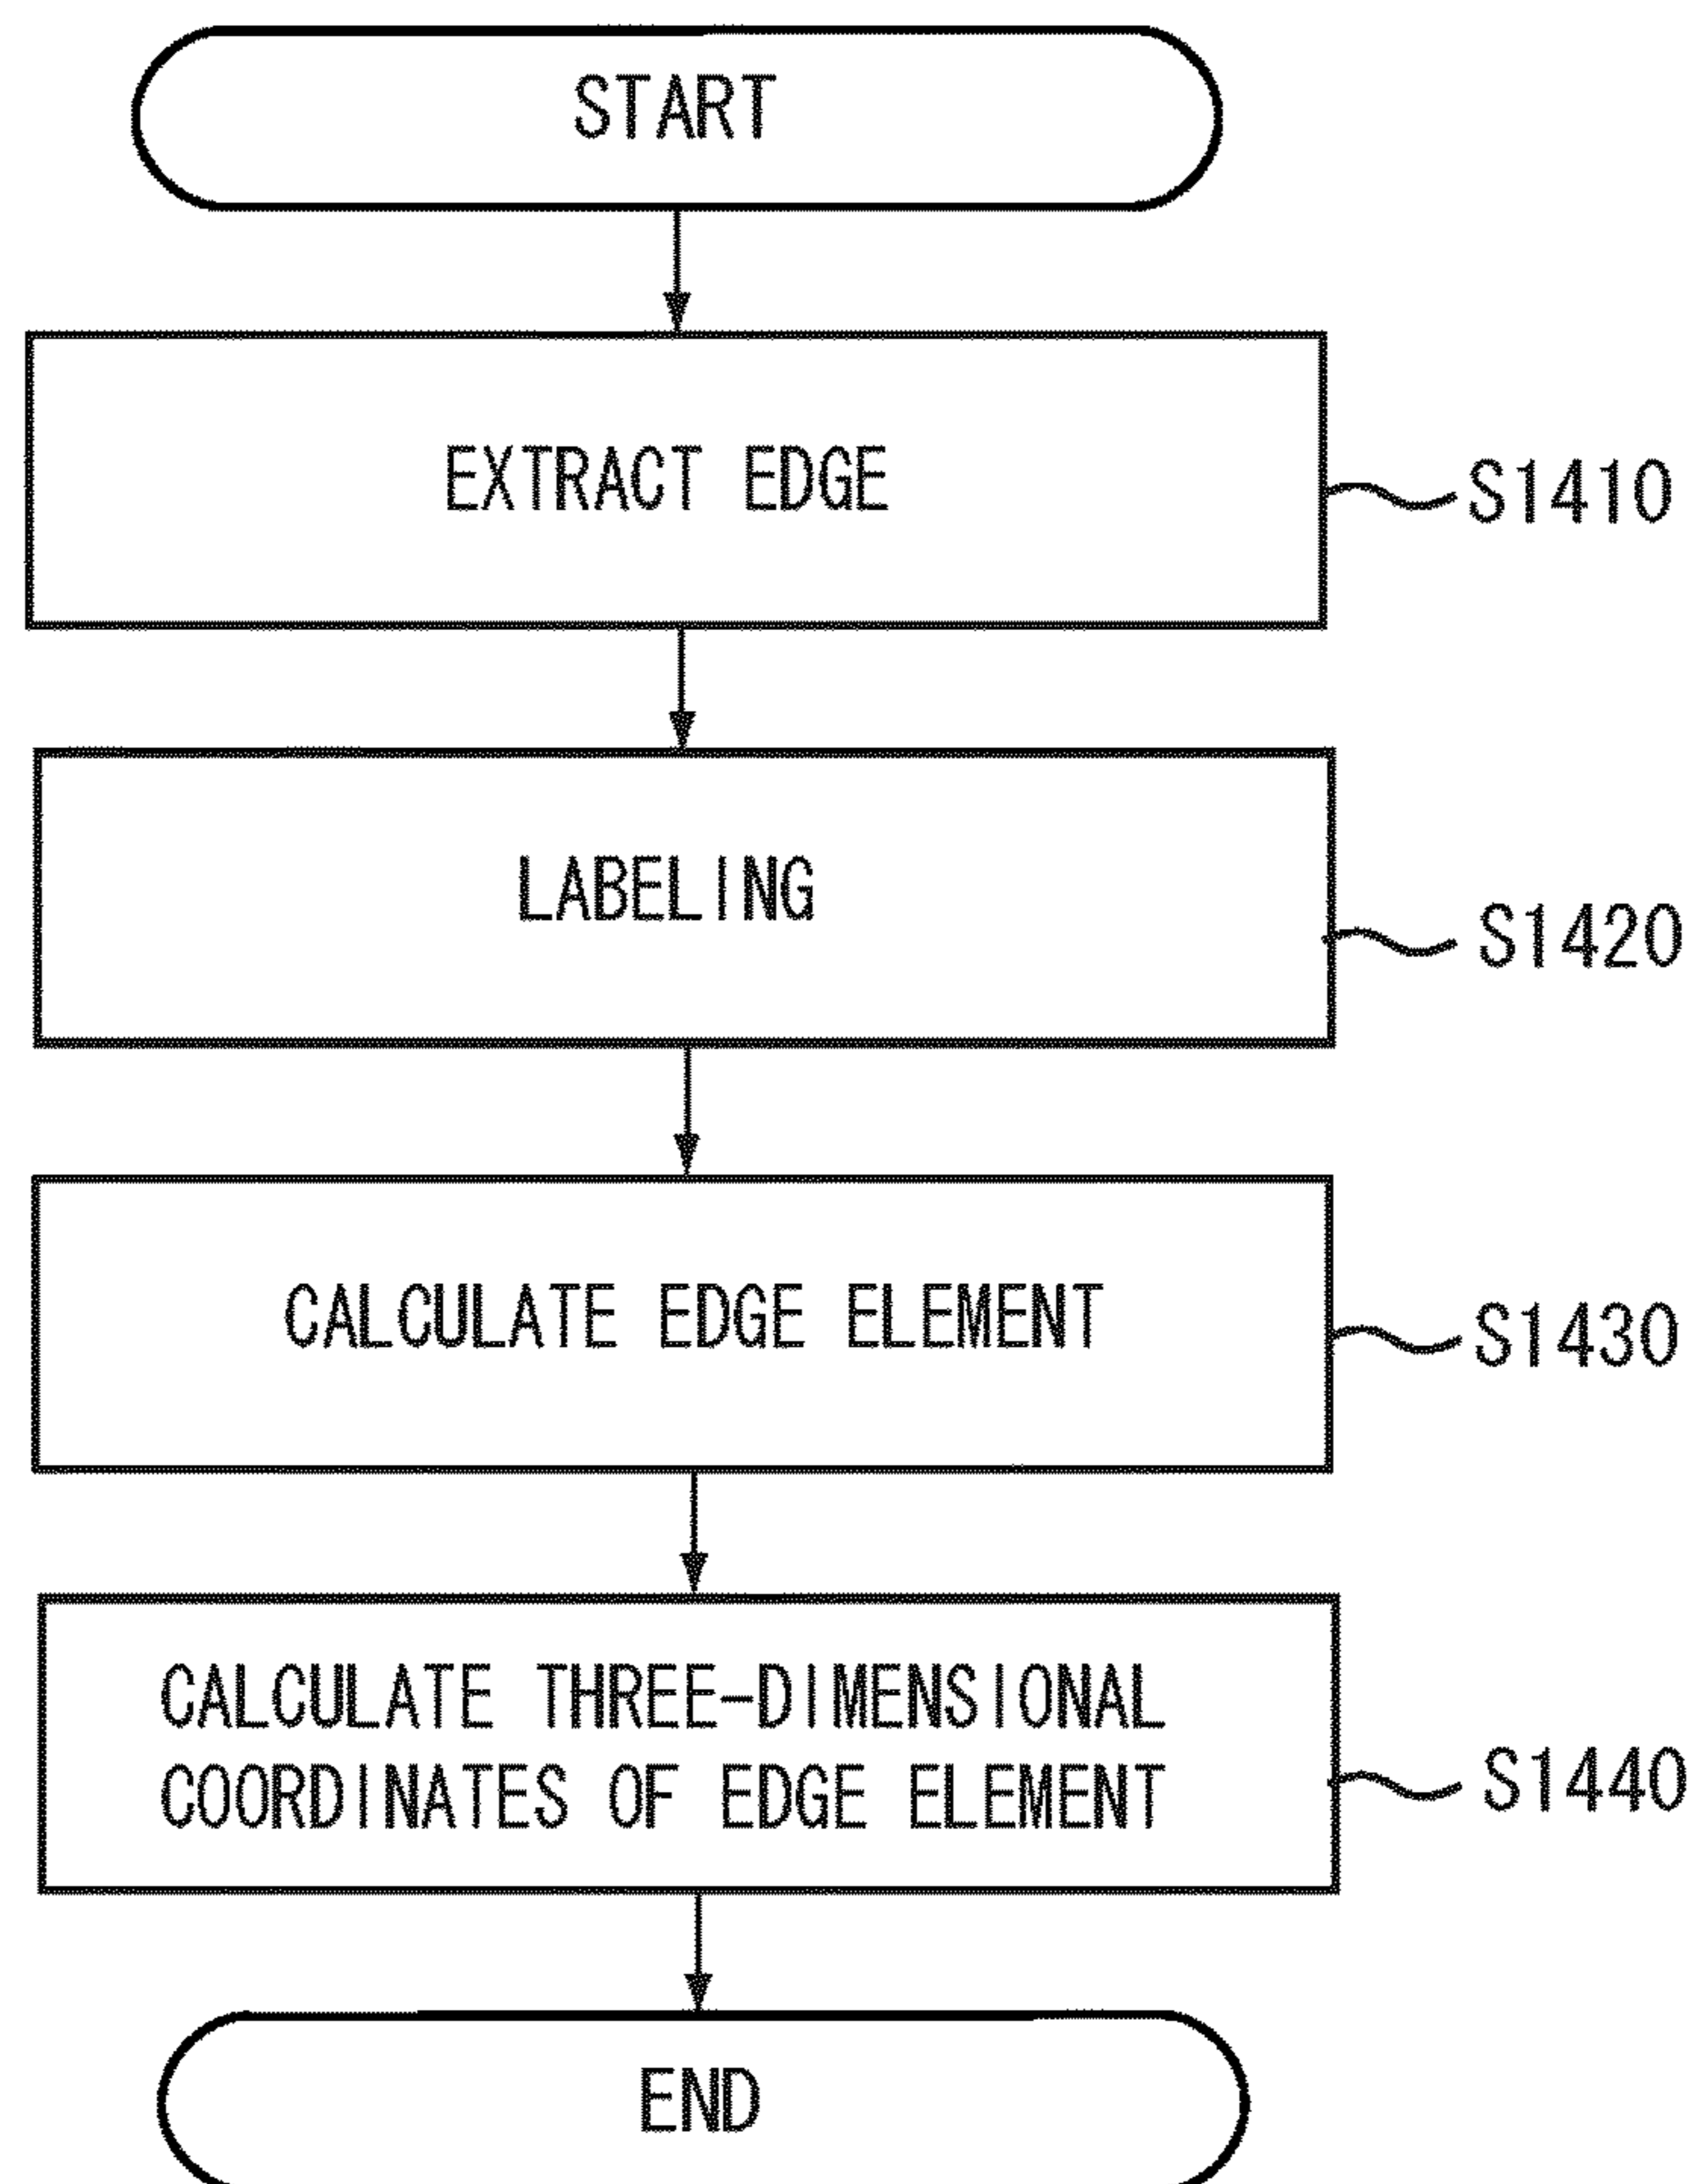 START
EXTRACT EDGE
S1410
LABELING
S1420
CALCULATE EDGE ELEMENT
S1430
CALCULATE THREE-DIMENSIONAL
COORDINATES OF EDGE ELEMENT
S1440
END